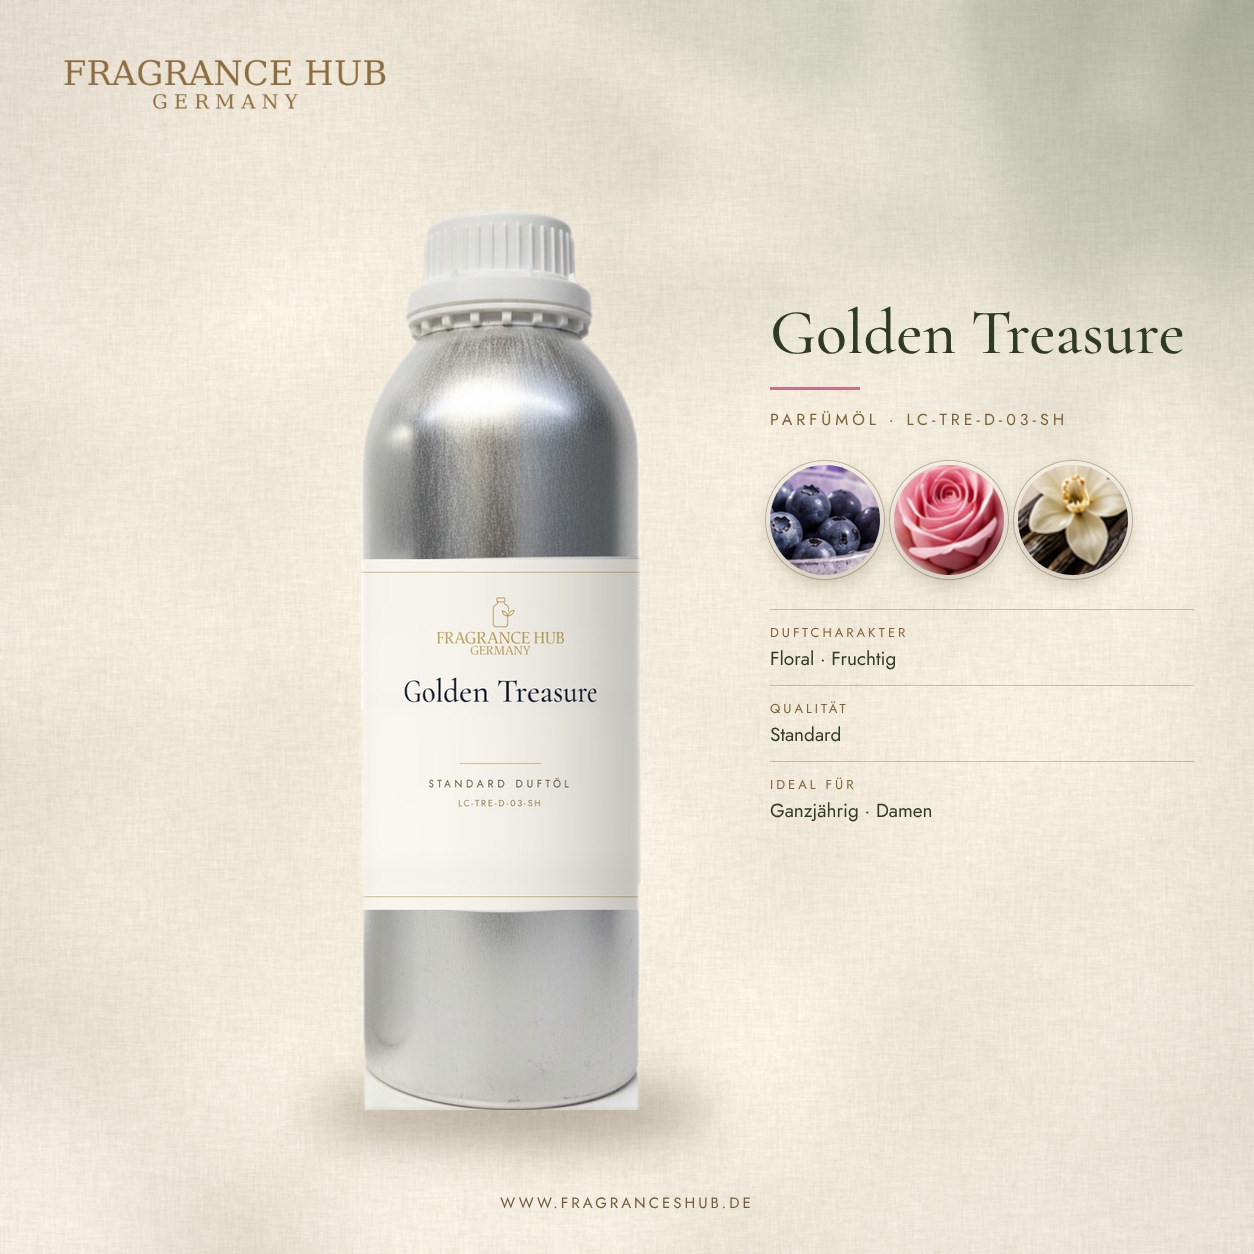 FRAGRANCE HUB
GERMANY
Golden Treasure
PARFÜMÖL · LC-TRE-D-03-SH
DUFTCHARAKTER
Floral · Fruchtig
QUALITÄT
Standard
IDEAL FÜR
Ganzjährig · Damen
FRAGRANCE HUB
GERMANY
Golden Treasure
STANDARD DUFTÖL
LC-TRE-D-03-SH
WWW.FRAGRANCESHUB.DE